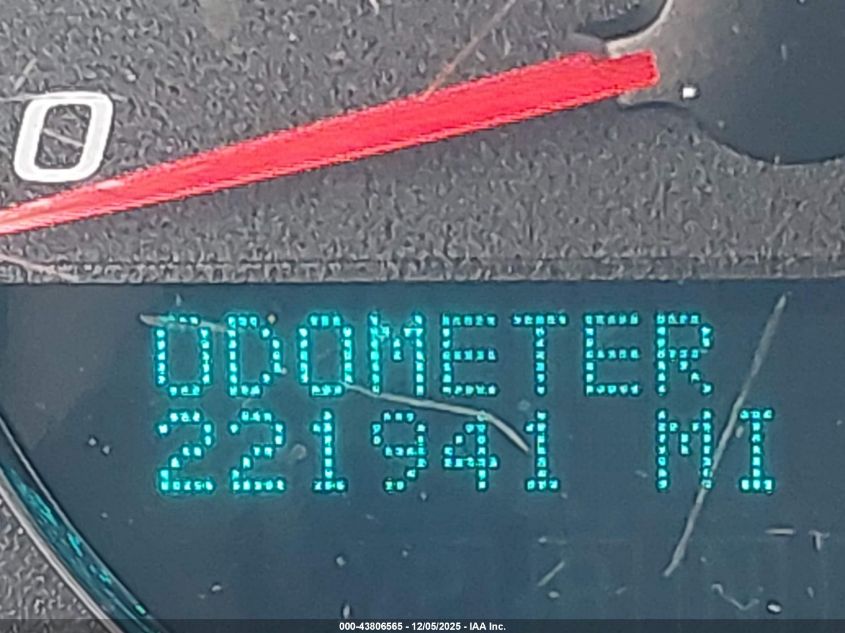 0
ODOMETER
221941 MI
000-43806565 - 12/05/2025 - IAA Inc.